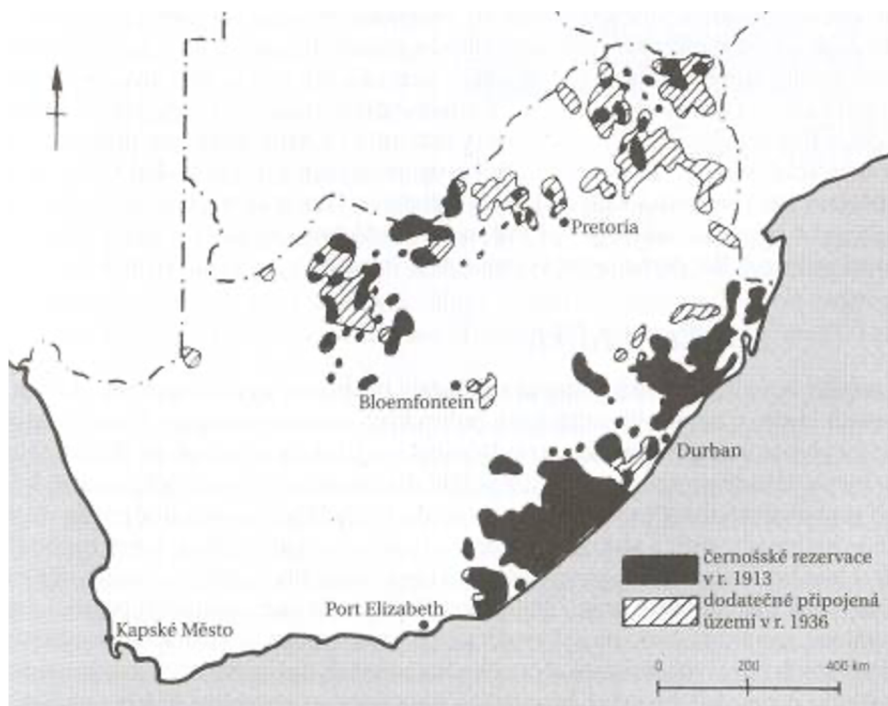 Pretoria
Bloemfontein
Durban
černošské rezervace
v r. 1913
dodatečně připojená
území v r. 1936
Port Elizabeth
Kapské Město
0 200 400 km